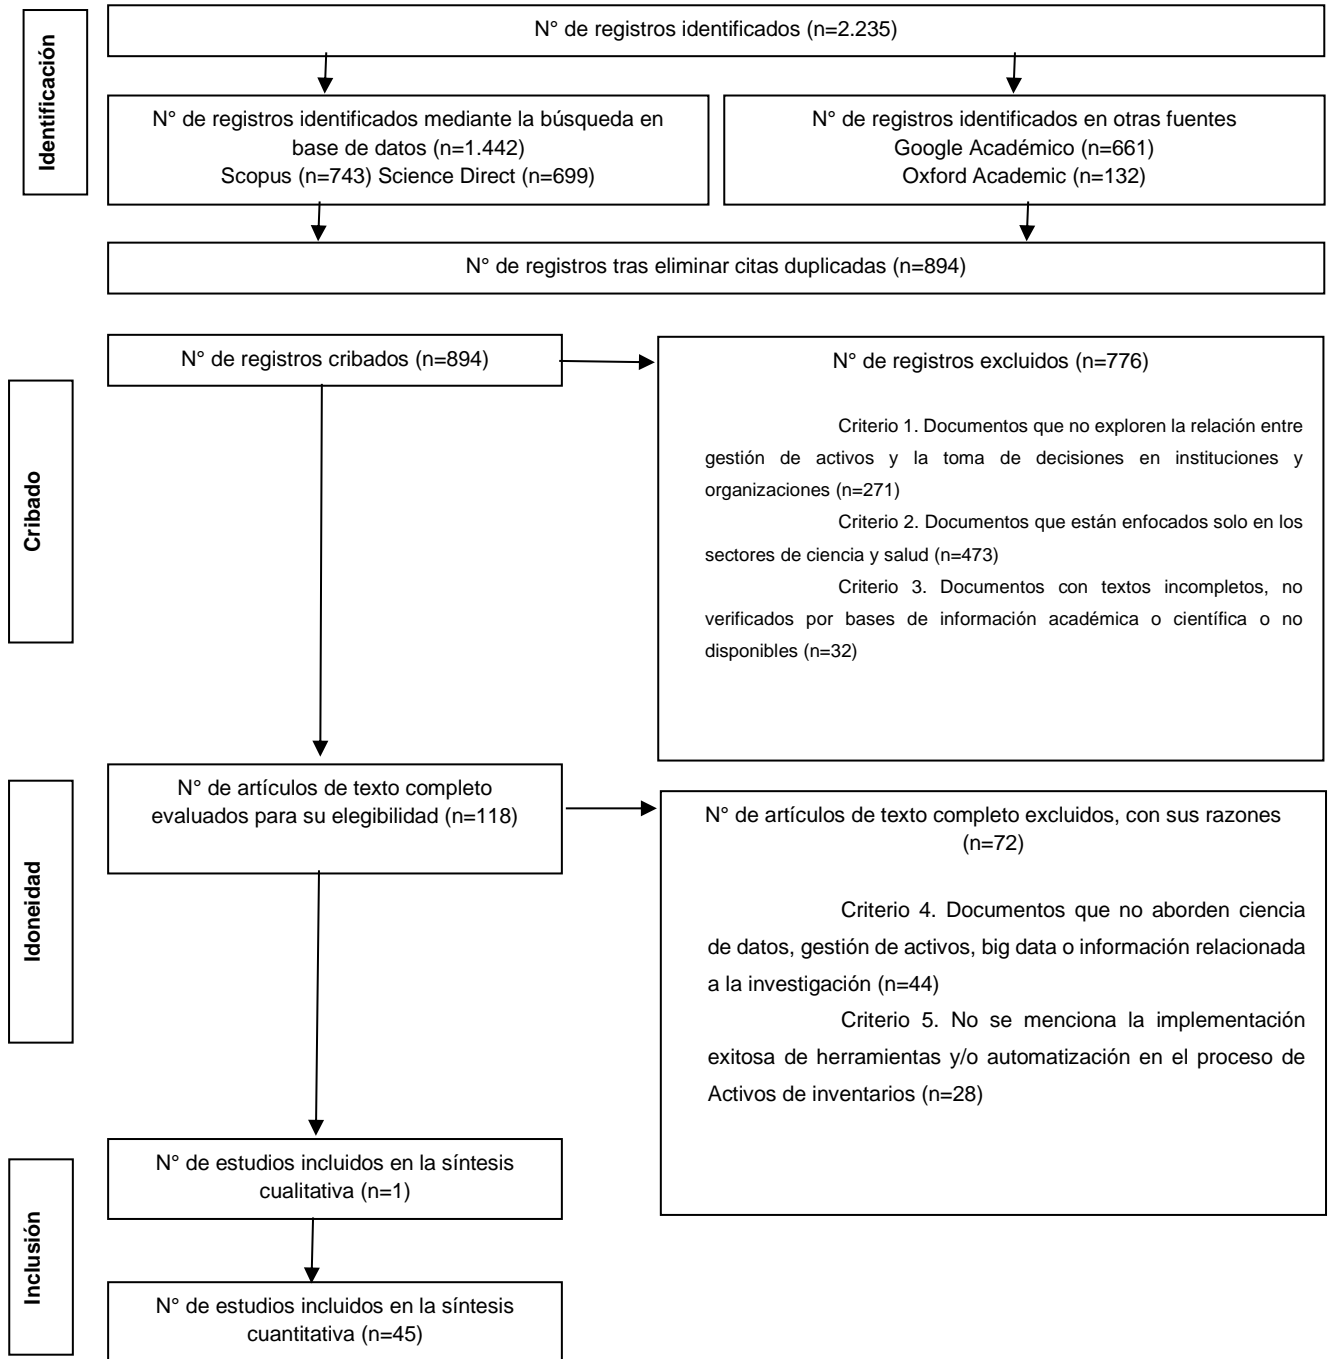 Identificación
N° de registros identificados (n=2.235)
N° de registros identificados mediante la búsqueda en
base de datos (n=1.442)
Scopus (n=743) Science Direct (n=699)
N° de registros identificados en otras fuentes
Google Académico (n=661)
Oxford Academic (n=132)
N° de registros tras eliminar citas duplicadas (n=894)
Cribado
N° de registros cribados (n=894)
N° de registros excluidos (n=776)
Criterio 1. Documentos que no exploren la relación entre
gestión de activos y la toma de decisiones en instituciones y
organizaciones (n=271)
Criterio 2. Documentos que están enfocados solo en los
sectores de ciencia y salud (n=473)
Criterio 3. Documentos con textos incompletos, no
verificados por bases de información académica o científica o no
disponibles (n=32)
Idoneidad
N° de artículos de texto completo
evaluados para su elegibilidad (n=118)
N° de artículos de texto completo excluidos, con sus razones
(n=72)
Criterio 4. Documentos que no aborden ciencia
de datos, gestión de activos, big data o información relacionada
a la investigación (n=44)
Criterio 5. No se menciona la implementación
exitosa de herramientas y/o automatización en el proceso de
Activos de inventarios (n=28)
Inclusión
N° de estudios incluidos en la síntesis
cualitativa (n=1)
N° de estudios incluidos en la síntesis
cuantitativa (n=45)